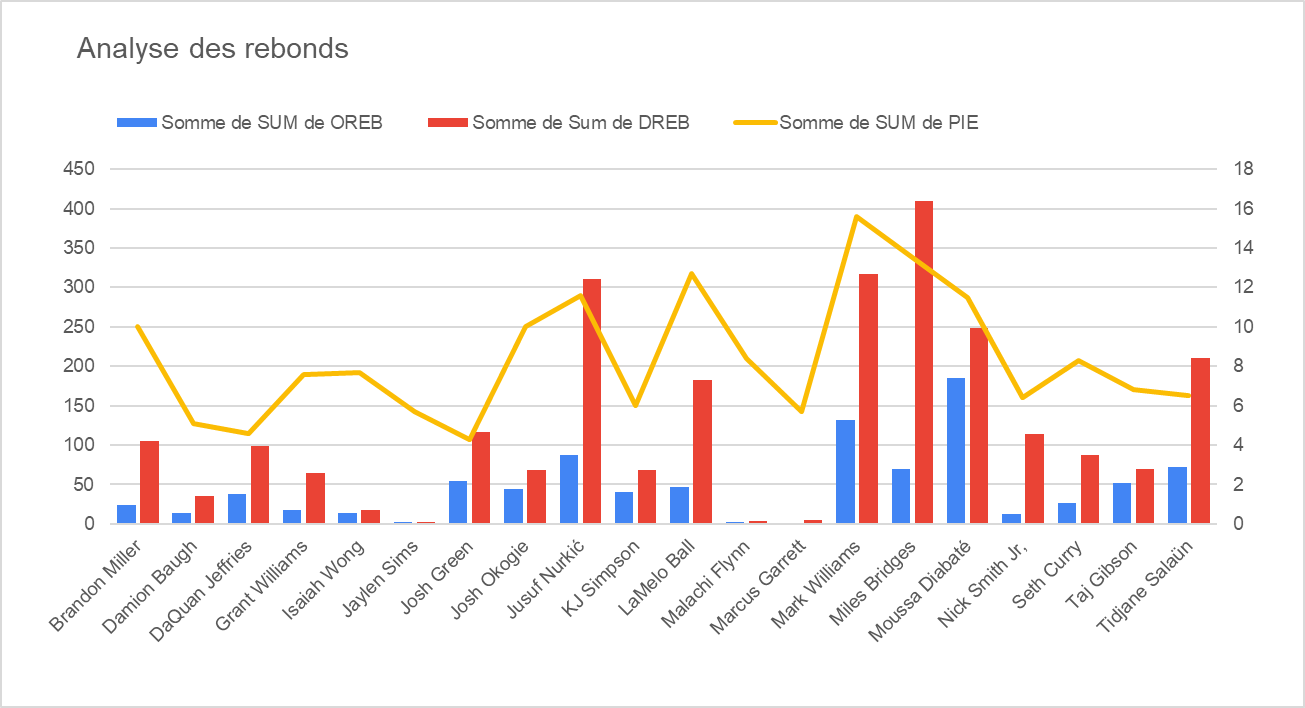 Analyse des rebonds
Somme de SUM de OREB Somme de Sum de DREB Somme de SUM de PIE
450 18
400 16
350 14
300 12
250 10
200 8
150 6
100 4
50 2
0 0
Brandon Miller
Damion Baugh
DaQuan Jeffries
Grant Williams
Isaiah Wong
Jaylen Sims
Josh Green
Josh Okogie
Jusuf Nurkić
KJ Simpson
LaMelo Ball
Malachi Flynn
Marcus Garrett
Mark Williams
Miles Bridges
Moussa Diabaté
Nick Smith Jr,
Seth Curry
Taj Gibson
Tidjane Salaün